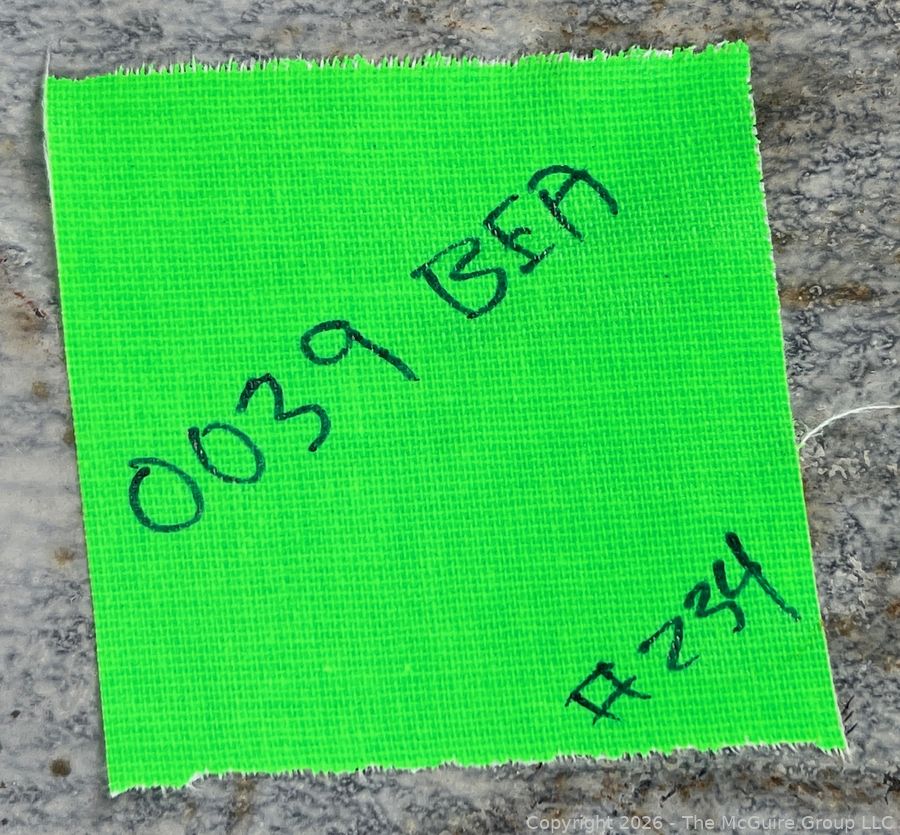 0039 BEA
#234
Copyright 2026 - The McGuire Group LLC